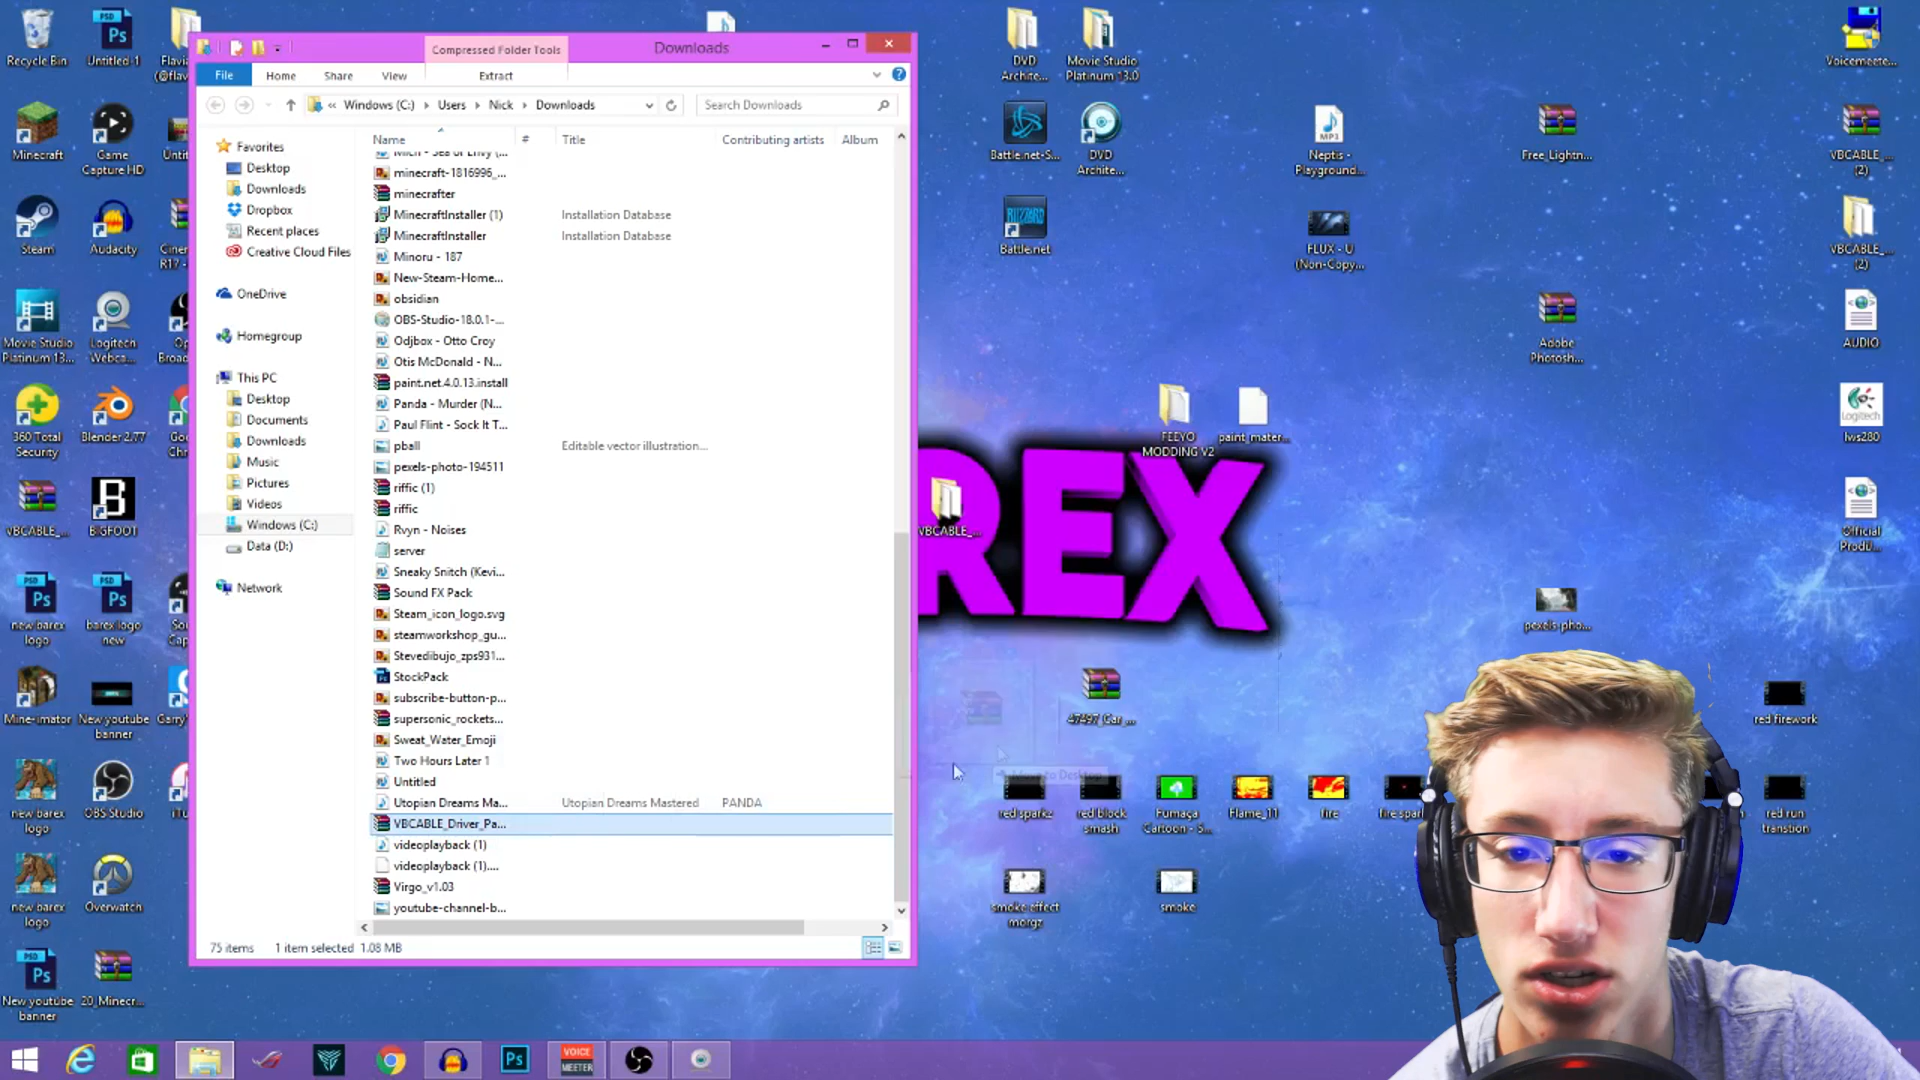 Compressed Folder Tools
Downloads
File
Home
Share
View
Extract
« Windows (C:)
Users
Nick
Downloads
Search Downloads
Name
#
Title
Contributing artists
Album
Favorites
Desktop
Downloads
Dropbox
Recent places
Creative Cloud Files
OneDrive
Homegroup
This PC
Desktop
Documents
Downloads
Music
Pictures
Videos
Windows (C:)
Data (D:)
Network
minecraft-1816996_...
minecrafter
MinecraftInstaller (1)
Installation Database
MinecraftInstaller
Installation Database
Minoru - 187
New-Steam-Home...
obsidian
OBS-Studio-18.0.1-...
Odjbox - Otto Croy
Otis McDonald - N...
paint.net.4.0.13.install
Panda - Murder (N...
Paul Flint - Sock It T...
pball
Editable vector illustration...
pexels-photo-194511
riffic (1)
riffic
Rvyn - Noises
server
Sneaky Snitch (Kevi...
Sound FX Pack
Steam_icon_logo.svg
steamworkshop_gu...
Stevedibujo_zps931...
StockPack
subscribe-button-p...
supersonic_rockets...
Sweat_Water_Emoji
Two Hours Later 1
Untitled
Utopian Dreams Ma...
Utopian Dreams Mastered
PANDA
VBCABLE_Driver_Pa...
videoplayback (1)
videoplayback (1)....
Virgo_v1.03
youtube-channel-b...
75 items
1 item selected 1.08 MB
Recycle Bin
Untitled-1
Minecraft
Game
Capture HD
Steam
Audacity
Movie Studio
Platinum 13...
Logitech
Webca...
360 Total
Security
Blender 2.77
VBCABLE_...
BIGFOOT
new barex
logo
barex logo
new
Mine-imator
New youtube
banner
new barex
logo
OBS Studio
new barex
logo
Overwatch
New youtube
banner
20_Minecr...
DVD
Archite...
Movie Studio
Platinum 13.0
Battle.net-S...
DVD
Archite...
Battle.net
Neptis -
Playground...
FLUX - U
(Non-Copy...
Free_Lightn...
Adobe
Photosh...
Voicemeete...
VBCABLE_...
(2)
VBCABLE_...
(2)
AUDIO
lws280
Official
Produ...
FEEYO
MODDING V2
paint_mater...
VBCABLE_...
REX
47497_Car_...
Move to Desktop
pexels-pho...
red firework
red sparkz
red block
smash
Fumaça
Cartoon - S...
Flame_11
fire
fire spar
red run
transtion
smoke effect
morgz
smoke
VOICE
MEETER